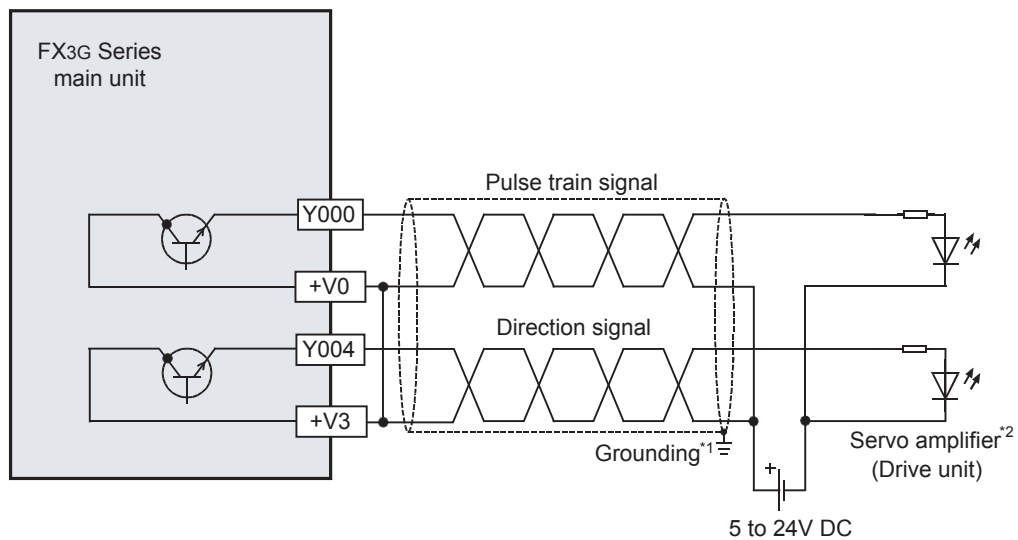 FX3G Series
main unit
Pulse train signal
Y000
+V0
Direction signal
Y004
+V3
Grounding*1
Servo amplifier*2
(Drive unit)
+
5 to 24V DC